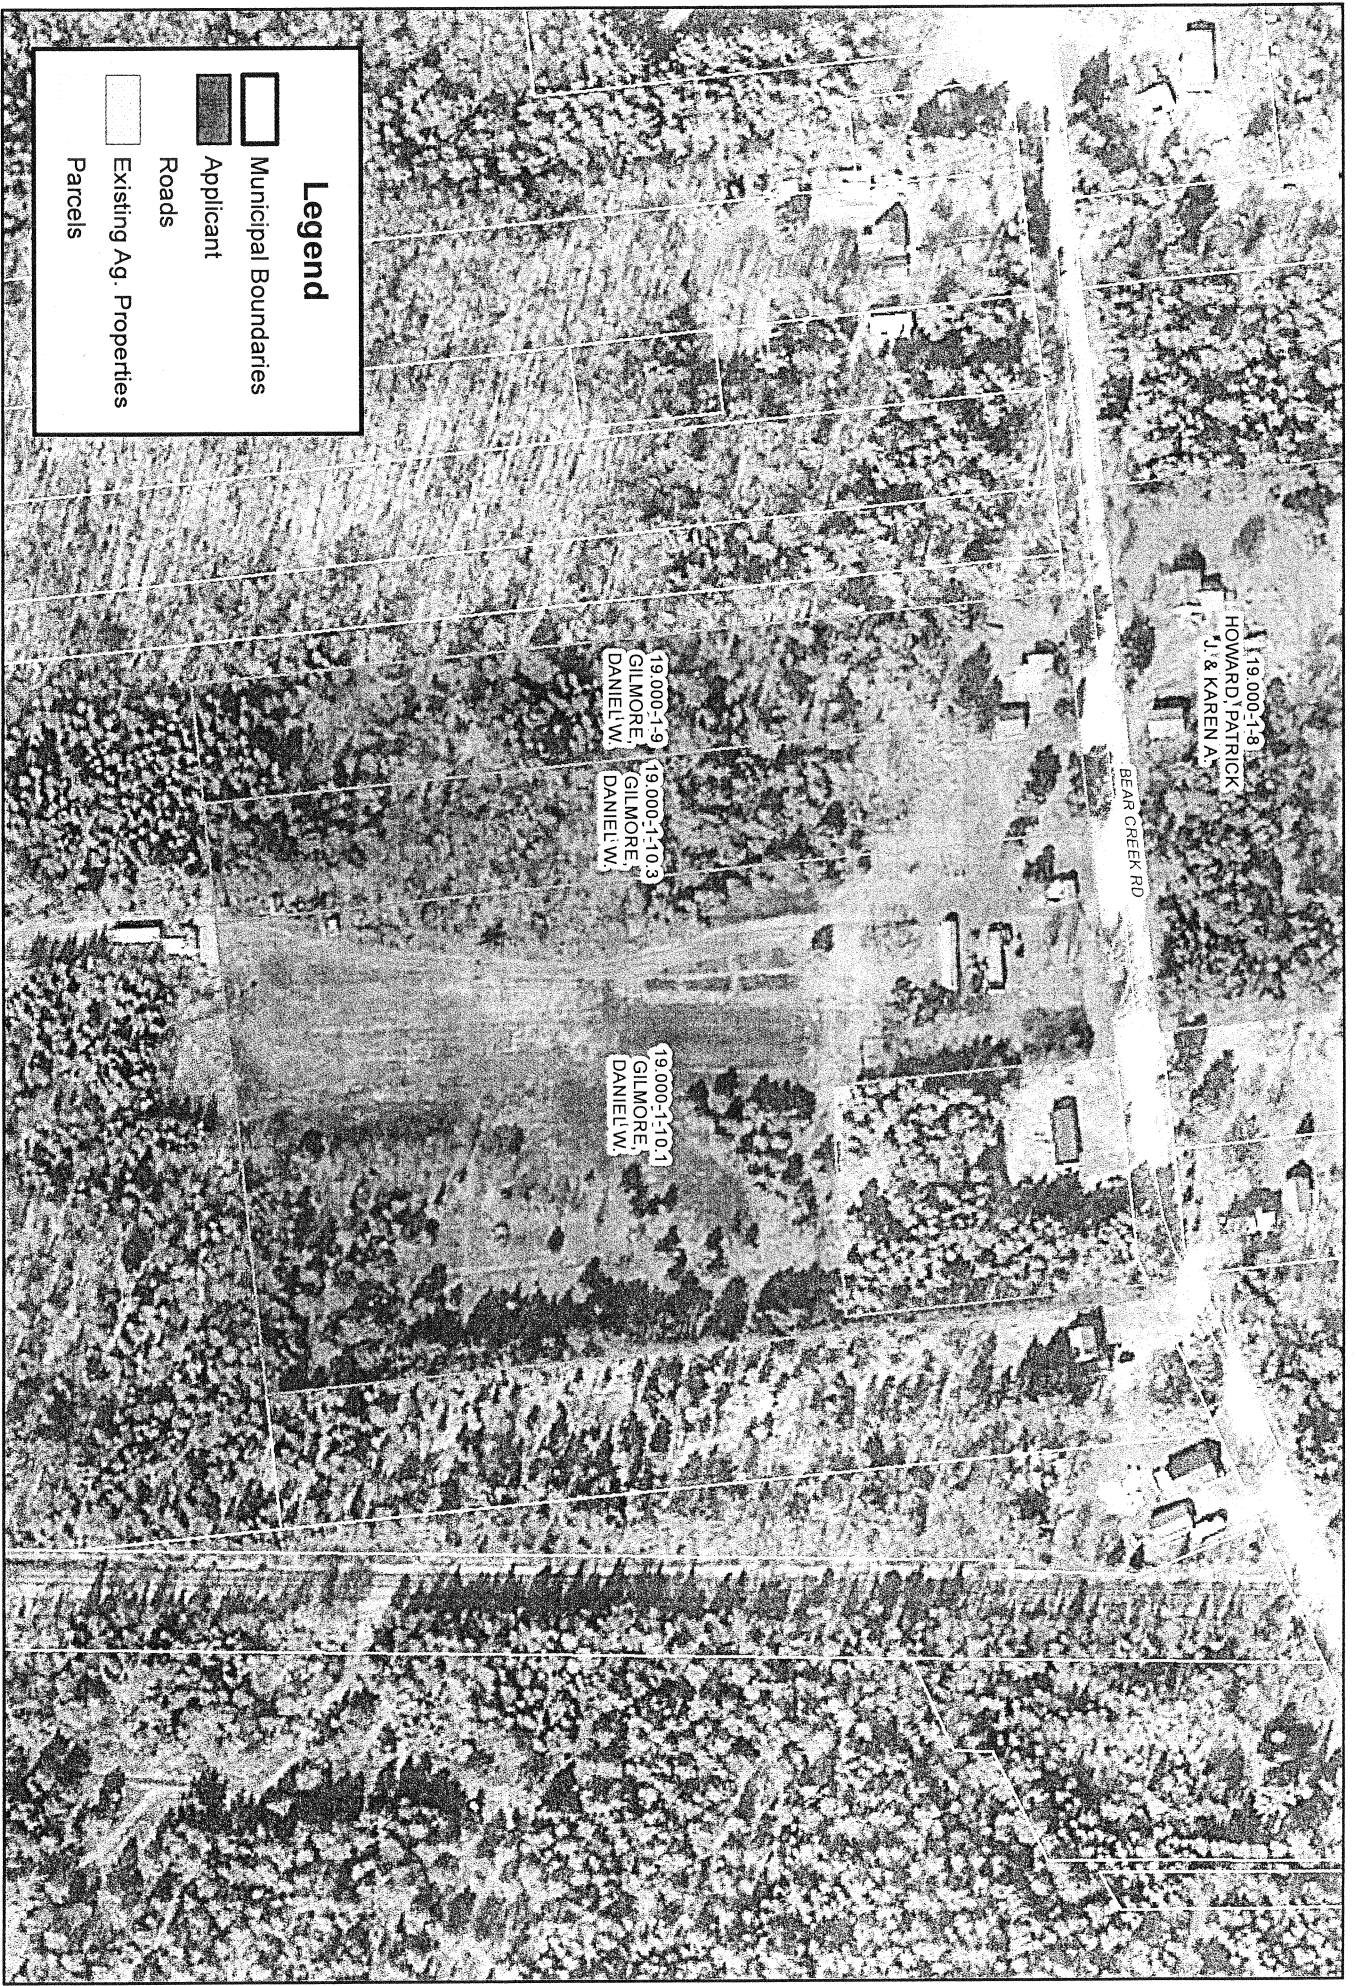 19.000-1-8
HOWARD, PATRICK
J. & KAREN A.
BEAR CREEK RD
19.000-1-9
GILMORE,
DANIEL W.
19.000-1-10.3
GILMORE,
DANIEL W.
19.000-1-10.1
GILMORE,
DANIEL W.
Legend
Municipal Boundaries
Applicant
Roads
Existing Ag. Properties
Parcels